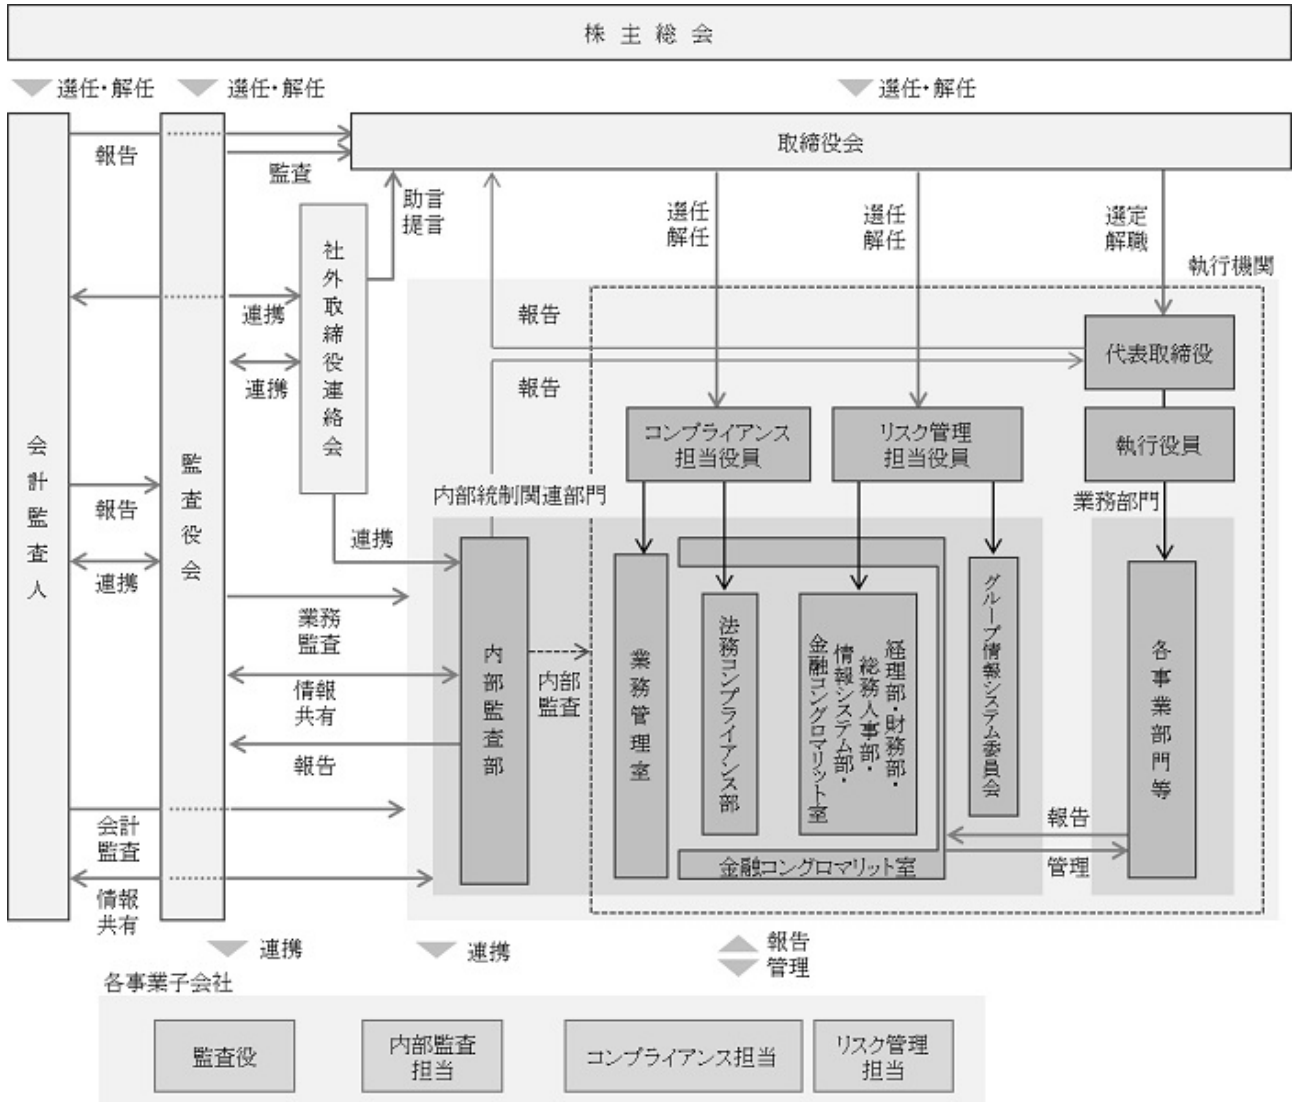 株主総会
選任・解任
選任・解任
選任・解任
取締役会
報告
監査
助言
提言
選任
解任
選任
解任
選定
解職
執行機関
社外取締役連絡会
連携
連携
報告
報告
代表取締役
コンプライアンス
担当役員
リスク管理
担当役員
執行役員
会計監査人
監査役会
報告
連携
内部統制関連部門
業務部門
連携
業務
監査
情報
共有
報告
内部監査部
内部
監査
業務管理室
法務コンプライアンス部
経理部・財務部・
総務人事部・
情報システム部・
金融コングロマリット室
グループ情報システム委員会
各事業部門等
会計
監査
報告
管理
金融コングロマリット室
情報
共有
連携
連携
報告
管理
各事業子会社
監査役
内部監査
担当
コンプライアンス担当
リスク管理
担当